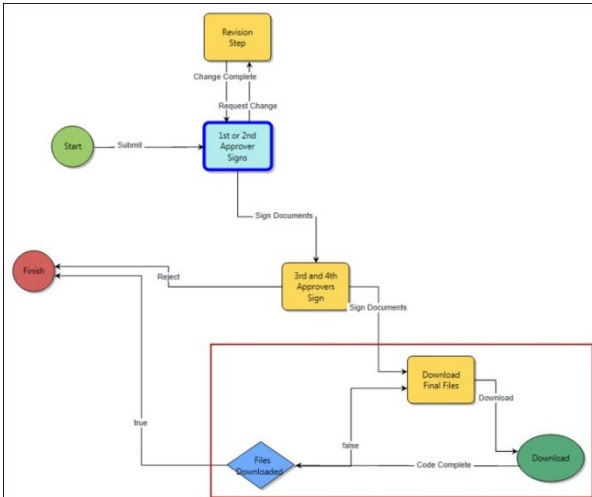 Revision
Step
Change Complete
Request Change
Start
Submit
1st or 2nd
Approver
Signs
Sign Documents
Finish
Reject
3rd and 4th
Approvers
Sign
Sign Documents
Download
Final Files
Download
true
false
Files
Downloaded
Code Complete
Download